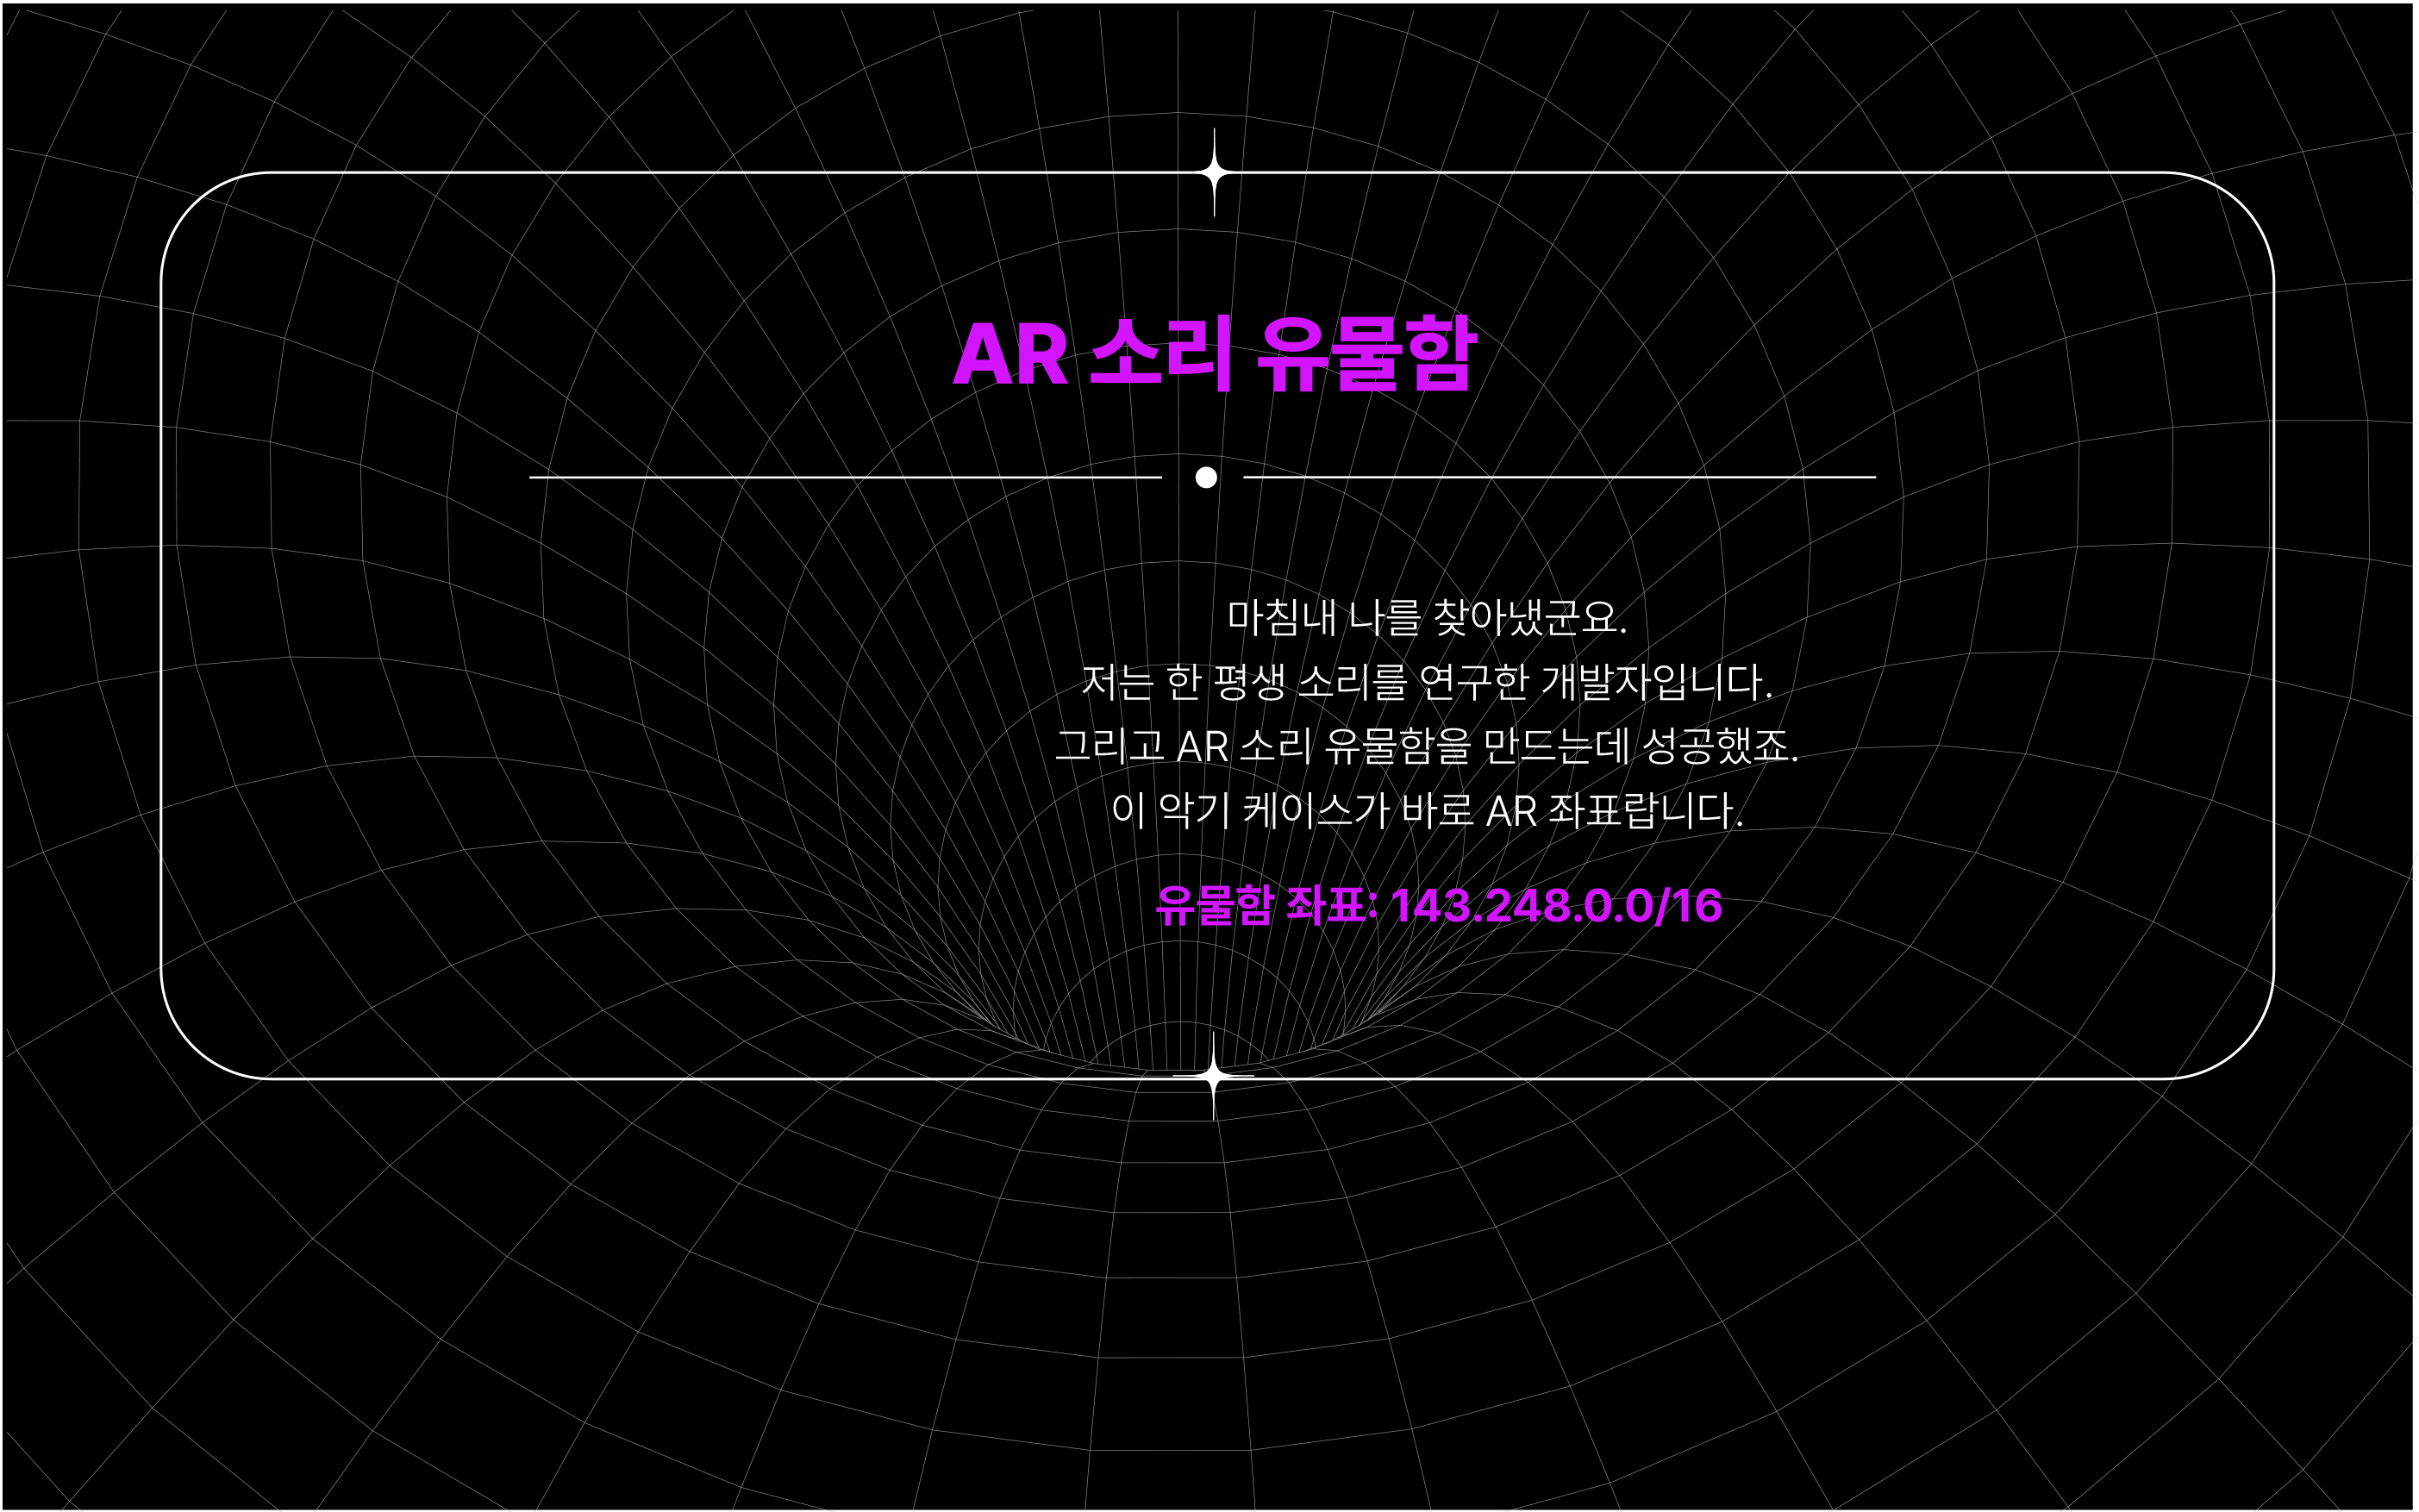 AR 소리 유물함
마침내 나를 찾아냈군요.
저는 한 평생 소리를 연구한 개발자입니다.
그리고 AR 소리 유물함을 만드는데 성공했죠.
이 악기 케이스가 바로 AR 좌표랍니다.
유물함 좌표: 143.248.0.0/16